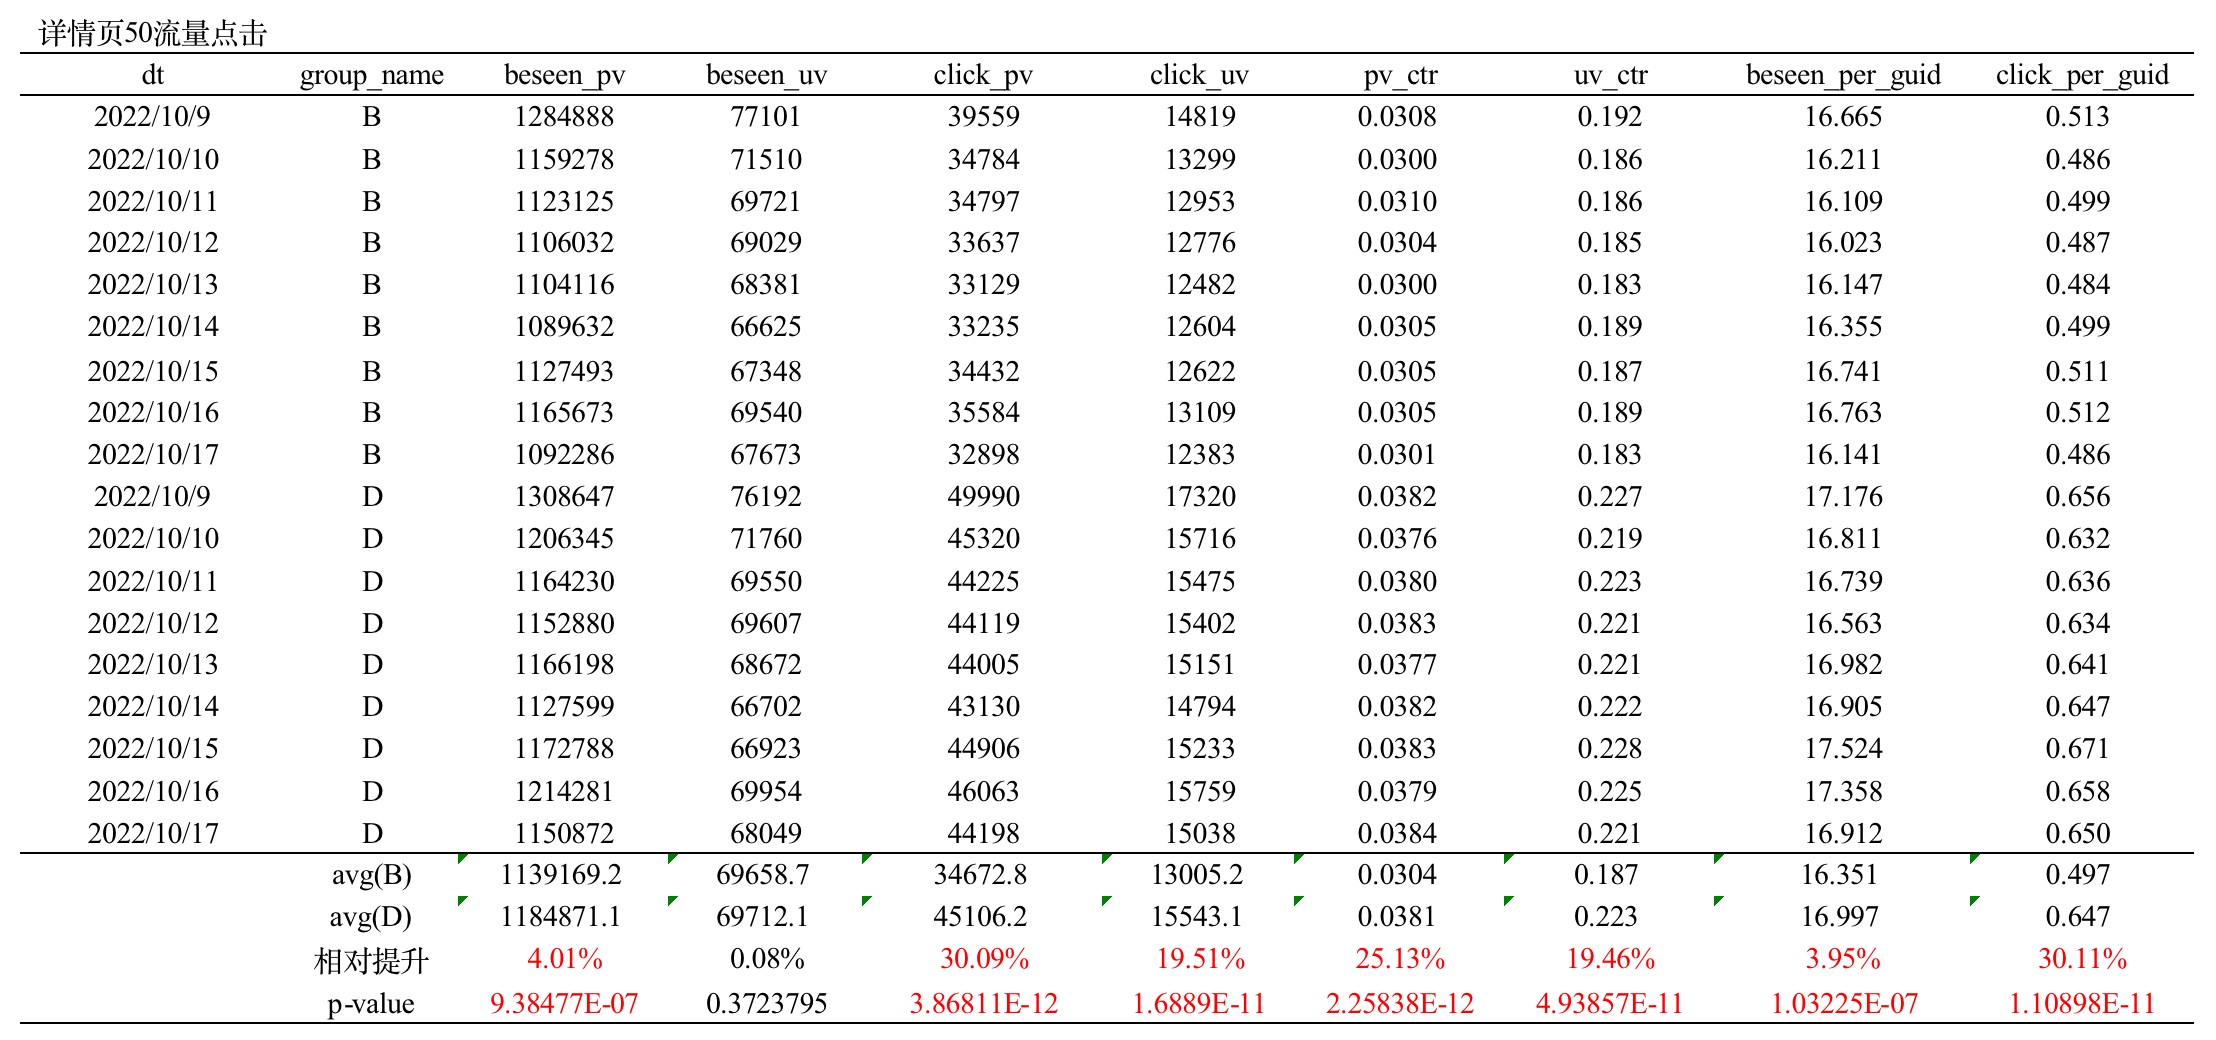 详情页50流量点击
dt group_name beseen_pv beseen_uv click_pv click_uv pv_ctr uv_ctr beseen_per_guid click_per_guid
2022/10/9 B 1284888 77101 39559 14819 0.0308 0.192 16.665 0.513
2022/10/10 B 1159278 71510 34784 13299 0.0300 0.186 16.211 0.486
2022/10/11 B 1123125 69721 34797 12953 0.0310 0.186 16.109 0.499
2022/10/12 B 1106032 69029 33637 12776 0.0304 0.185 16.023 0.487
2022/10/13 B 1104116 68381 33129 12482 0.0300 0.183 16.147 0.484
2022/10/14 B 1089632 66625 33235 12604 0.0305 0.189 16.355 0.499
2022/10/15 B 1127493 67348 34432 12622 0.0305 0.187 16.741 0.511
2022/10/16 B 1165673 69540 35584 13109 0.0305 0.189 16.763 0.512
2022/10/17 B 1092286 67673 32898 12383 0.0301 0.183 16.141 0.486
2022/10/9 D 1308647 76192 49990 17320 0.0382 0.227 17.176 0.656
2022/10/10 D 1206345 71760 45320 15716 0.0376 0.219 16.811 0.632
2022/10/11 D 1164230 69550 44225 15475 0.0380 0.223 16.739 0.636
2022/10/12 D 1152880 69607 44119 15402 0.0383 0.221 16.563 0.634
2022/10/13 D 1166198 68672 44005 15151 0.0377 0.221 16.982 0.641
2022/10/14 D 1127599 66702 43130 14794 0.0382 0.222 16.905 0.647
2022/10/15 D 1172788 66923 44906 15233 0.0383 0.228 17.524 0.671
2022/10/16 D 1214281 69954 46063 15759 0.0379 0.225 17.358 0.658
2022/10/17 D 1150872 68049 44198 15038 0.0384 0.221 16.912 0.650
avg(B) 1139169.2 69658.7 34672.8 13005.2 0.0304 0.187 16.351 0.497
avg(D) 1184871.1 69712.1 45106.2 15543.1 0.0381 0.223 16.997 0.647
相对提升 4.01% 0.08% 30.09% 19.51% 25.13% 19.46% 3.95% 30.11%
p-value 9.38477E-07 0.3723795 3.86811E-12 1.6889E-11 2.25838E-12 4.93857E-11 1.03225E-07 1.10898E-11